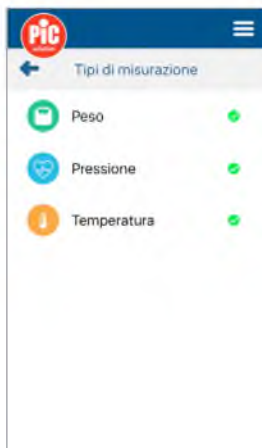 PiC
solution
Tipi di misurazione
Peso
Pressione
Temperatura